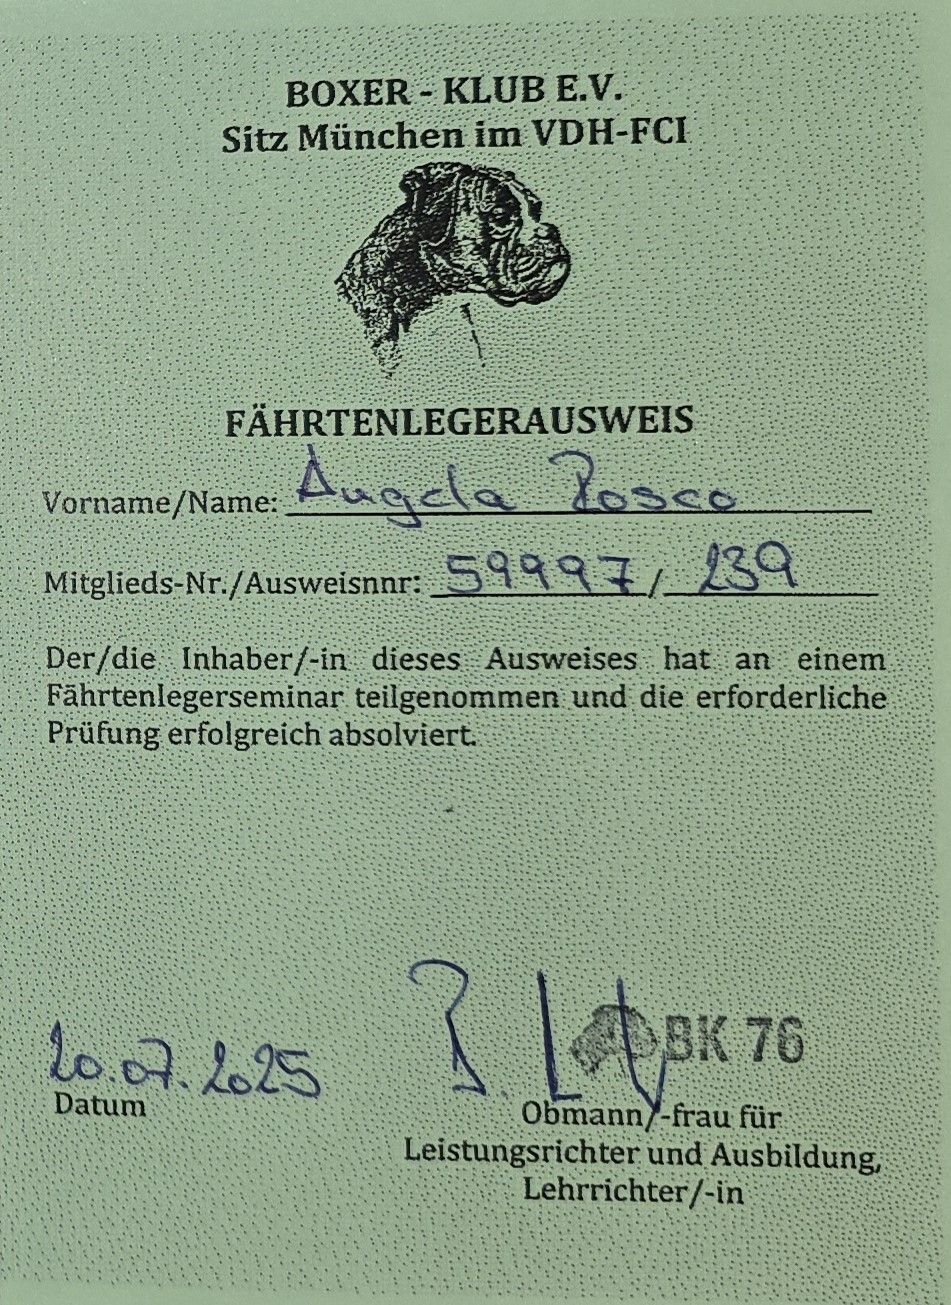 BOXER - KLUB E.V.
Sitz München im VDH-FCI
FÄHRTENLEGERAUSWEIS
Vorname/Name: Angela Rosco
Mitglieds-Nr./Ausweisnnr: 59997/ 239
Der/die Inhaber/-in dieses Ausweises hat an einem
Fährtenlegerseminar teilgenommen und die erforderliche
Prüfung erfolgreich absolviert.
BK 76
20.07.2025
Datum
Obmann/-frau für
Leistungsrichter und Ausbildung,
Lehrrichter/-in